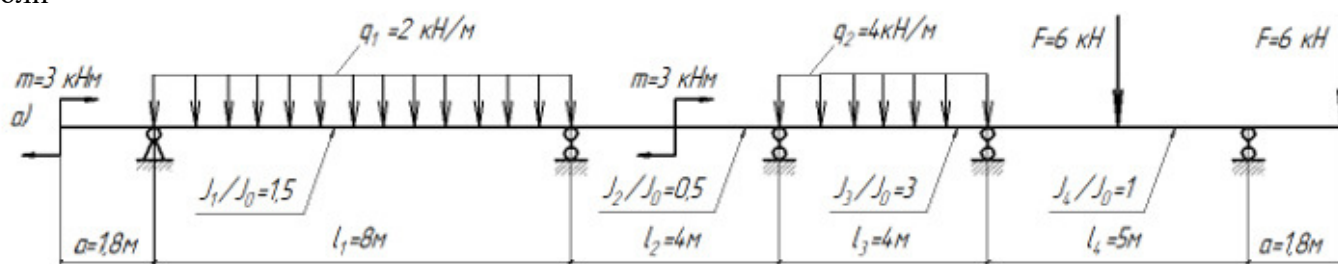 q₁=2 кН/м
q₂=4кН/м
F=6 кН
F=6 кН
m=3 кНм
m=3 кНм
а)
J₁/J₀=1,5
J₂/J₀=0,5
J₃/J₀=3
J₄/J₀=1
a=1,8м
l₁=8м
l₂=4м
l₃=4м
l₄=5м
a=1,8м